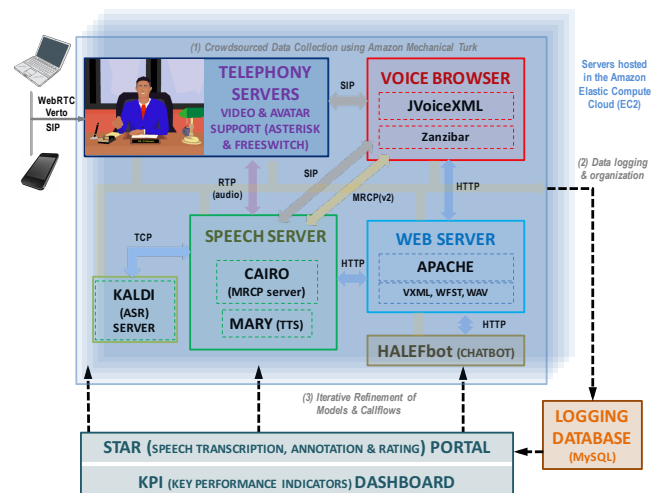 (1) Crowdsourced Data Collection using Amazon Mechanical Turk
TELEPHONY
SERVERS
VIDEO & AVATAR
SUPPORT (ASTERISK
& FREESWITCH)
SIP
VOICE BROWSER
JVoiceXML
Zanzibar
Servers hosted
in the Amazon
Elastic Compute
Cloud (EC2)
WebRTC
Verto
SIP
(2) Data logging
& organization
RTP
(audio)
SIP
MRCP(v2)
HTTP
TCP
SPEECH SERVER
CAIRO
(MRCP server)
MARY (TTS)
HTTP
WEB SERVER
APACHE
VXML, WFST, WAV
KALDI
(ASR)
SERVER
HTTP
HALEFbot (CHATBOT)
(3) Iterative Refinement of
Models & Callflows
STAR (SPEECH TRANSCRIPTION, ANNOTATION & RATING) PORTAL
KPI (KEY PERFORMANCE INDICATORS) DASHBOARD
LOGGING
DATABASE
(MySQL)